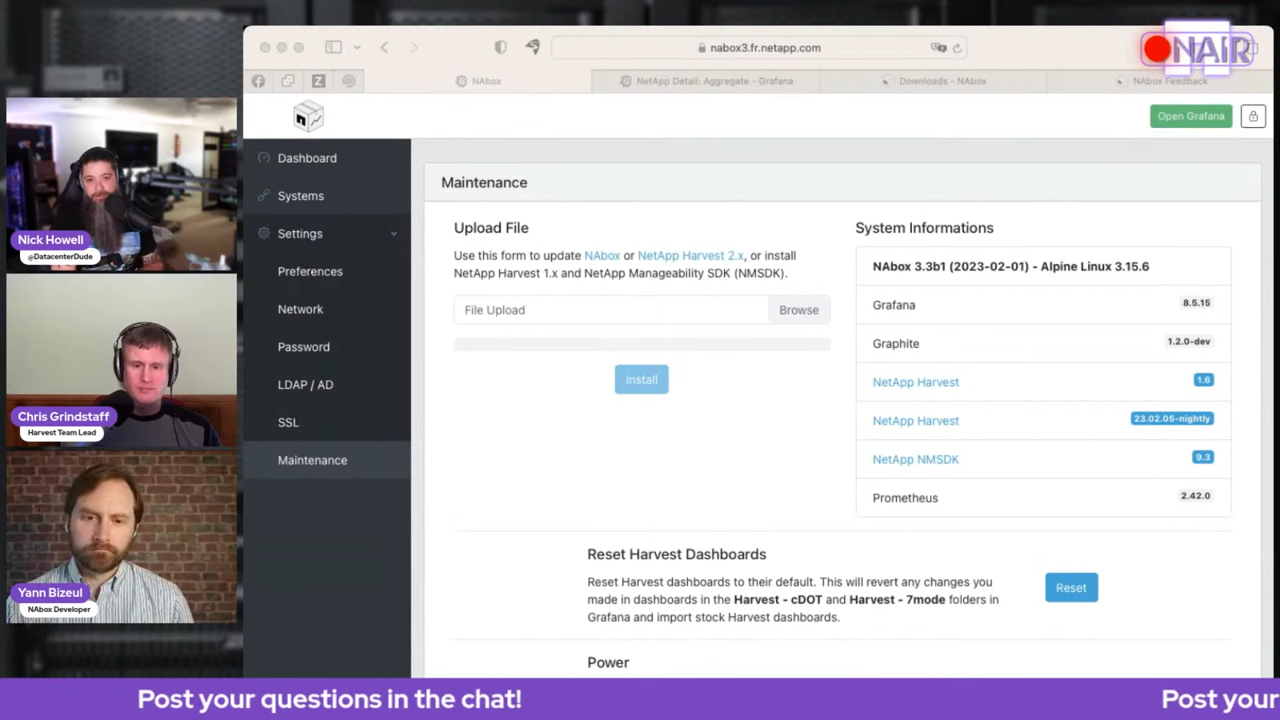 nabox3.fr.netapp.com
ONAIR
NAbox
NetApp Detail: Aggregate - Grafana
Downloads - NAbox
NAbox Feedback
Open Grafana
Dashboard
Systems
Settings
Preferences
Network
Password
LDAP / AD
SSL
Maintenance
Maintenance
Upload File
Use this form to update NAbox or NetApp Harvest 2.x, or install
NetApp Harvest 1.x and NetApp Manageability SDK (NMSDK).
File Upload
Browse
Install
System Informations
NAbox 3.3b1 (2023-02-01) - Alpine Linux 3.15.6
Grafana 8.5.15
Graphite 1.2.0-dev
NetApp Harvest 1.6
NetApp Harvest 23.02.05-nightly
NetApp NMSDK 9.3
Prometheus 2.42.0
Reset Harvest Dashboards
Reset Harvest dashboards to their default. This will revert any changes you
made in dashboards in the Harvest - cDOT and Harvest - 7mode folders in
Grafana and import stock Harvest dashboards.
Reset
Power
Nick Howell
@DatacenterDude
Chris Grindstaff
Harvest Team Lead
Yann Bizeul
NAbox Developer
Post your questions in the chat!
Post your